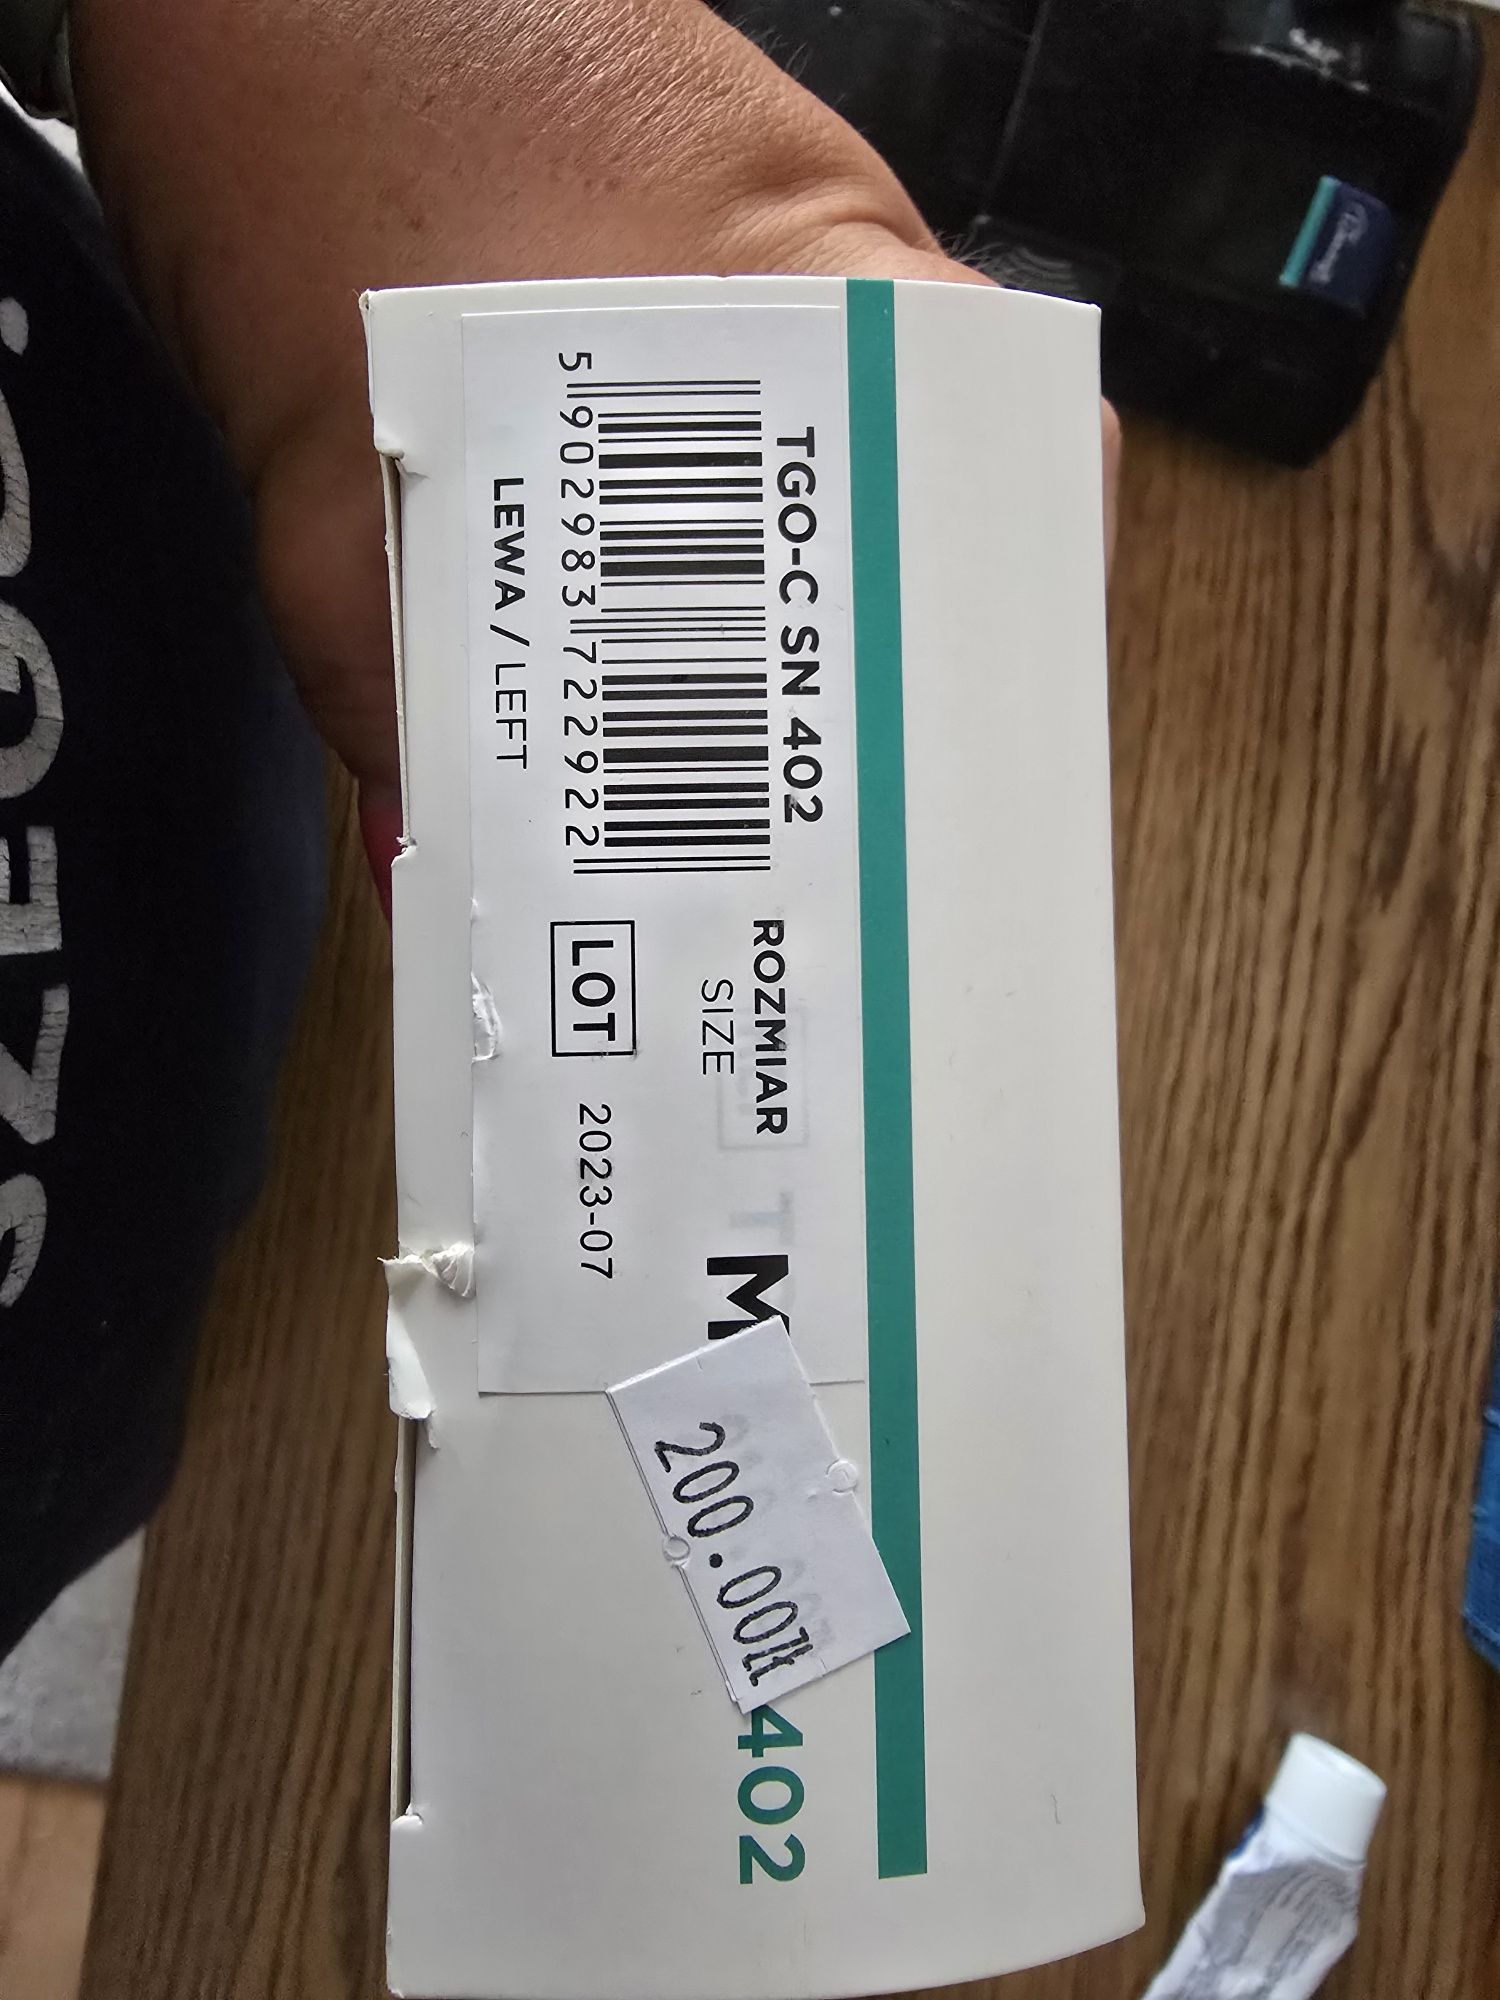 TGO-C SN 402
5 902983 722922
LEWA / LEFT
ROZMIAR
SIZE
M
LOT 2023-07
200.00zł
402